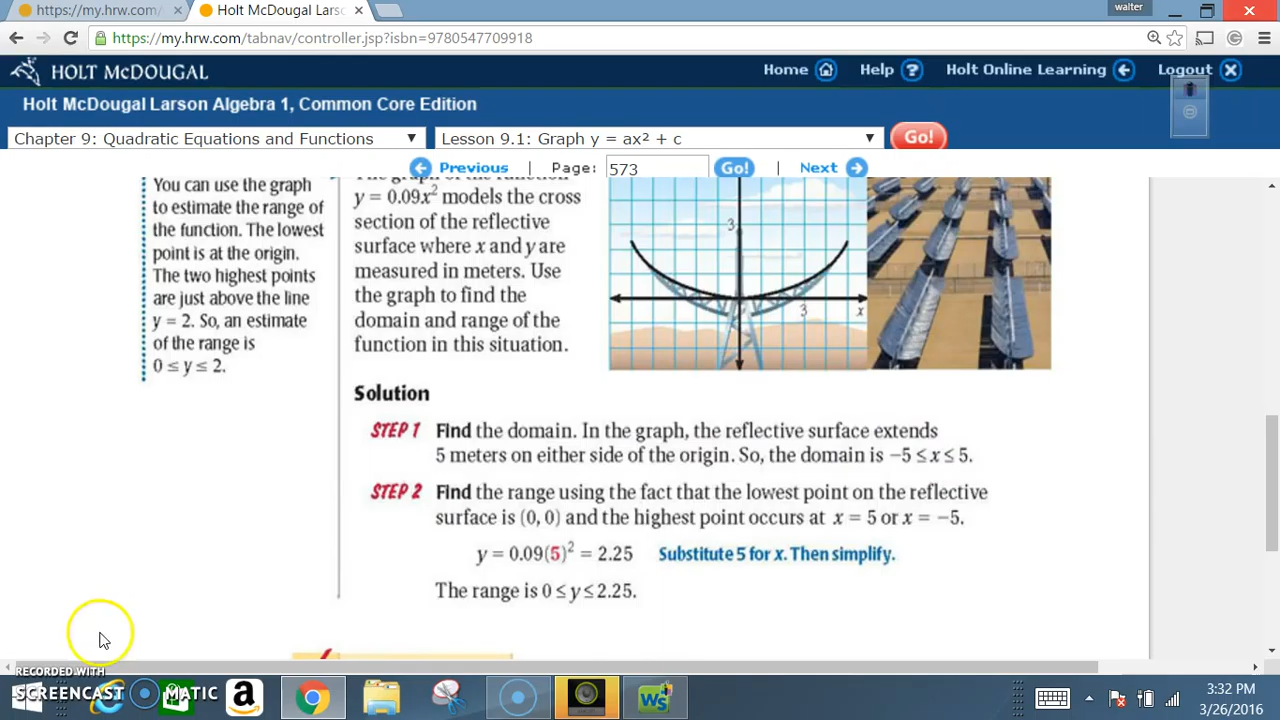 https://my.hrw.com/
Holt McDougal Lars
walter
https://my.hrw.com/tabnav/controller.jsp?isbn=9780547709918
HOLT McDOUGAL
Home
Help ?
Holt Online Learning
Logout
Holt McDougal Larson Algebra 1, Common Core Edition
Chapter 9: Quadratic Equations and Functions
Lesson 9.1: Graph y = ax² + c
Go!
Previous | Page: 573 Go! | Next
You can use the graph
to estimate the range of
the function. The lowest
point is at the origin.
The two highest points
are just above the line
y = 2. So, an estimate
of the range is
0 ≤ y ≤ 2.
The graph of the function
y = 0.09x² models the cross
section of the reflective
surface where x and y are
measured in meters. Use
the graph to find the
domain and range of the
function in this situation.
3
3
x
Solution
STEP 1 Find the domain. In the graph, the reflective surface extends
5 meters on either side of the origin. So, the domain is −5 ≤ x ≤ 5.
STEP 2 Find the range using the fact that the lowest point on the reflective
surface is (0, 0) and the highest point occurs at x = 5 or x = −5.
y = 0.09(5)² = 2.25 Substitute 5 for x. Then simplify.
The range is 0 ≤ y ≤ 2.25.
RECORDED WITH
SCREENCAST MATIC
3:32 PM
3/26/2016